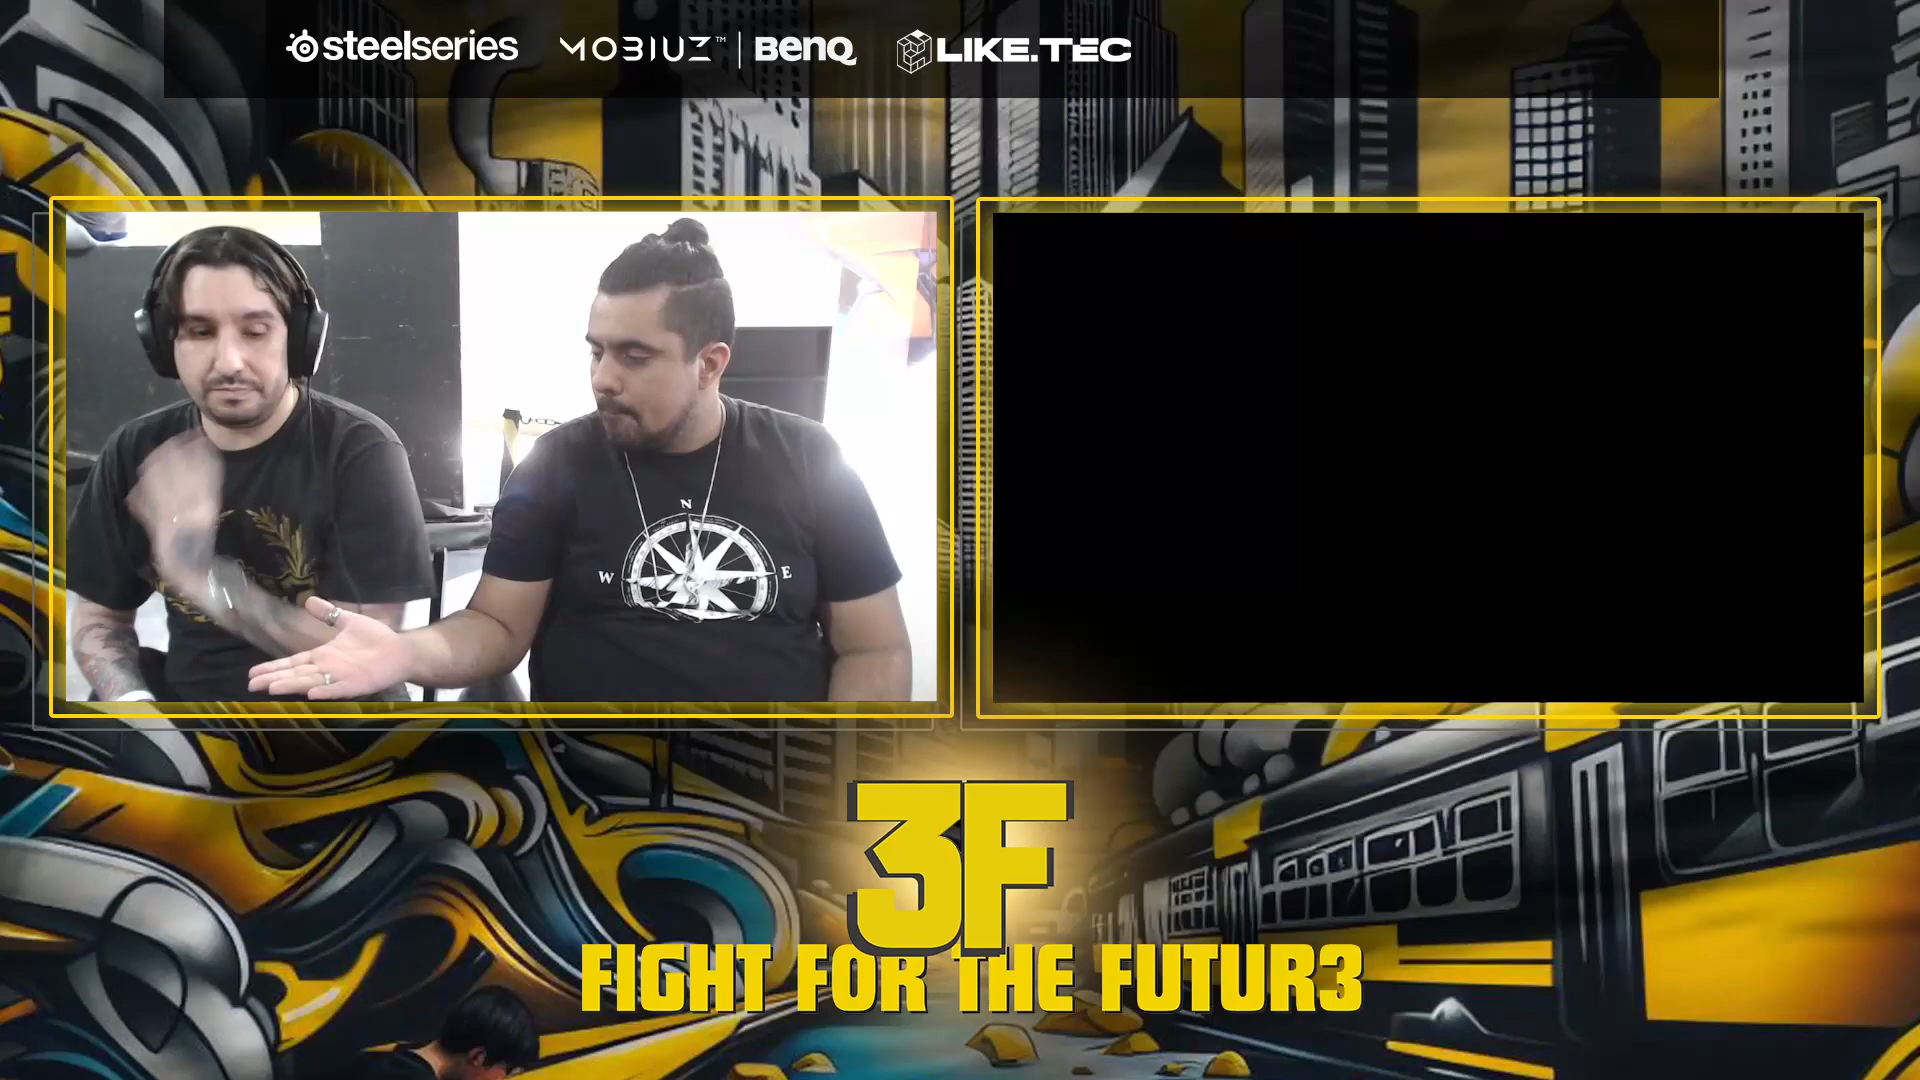 steelseries MOBIUZ™ | BenQ LIKE.TEC
N
W E
3F
FIGHT FOR THE FUTUR3